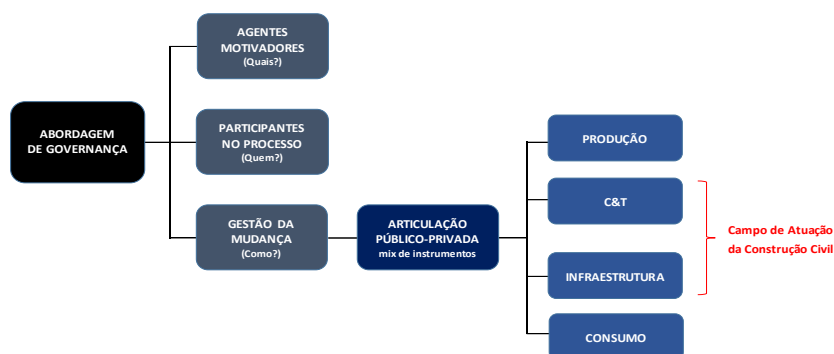 AGENTES
MOTIVADORES
(Quais?)
ABORDAGEM
DE GOVERNANÇA
PARTICIPANTES
NO PROCESSO
(Quem?)
GESTÃO DA
MUDANÇA
(Como?)
ARTICULAÇÃO
PÚBLICO-PRIVADA
mix de instrumentos
PRODUÇÃO
C&T
INFRAESTRUTURA
CONSUMO
Campo de Atuação
da Construção Civil